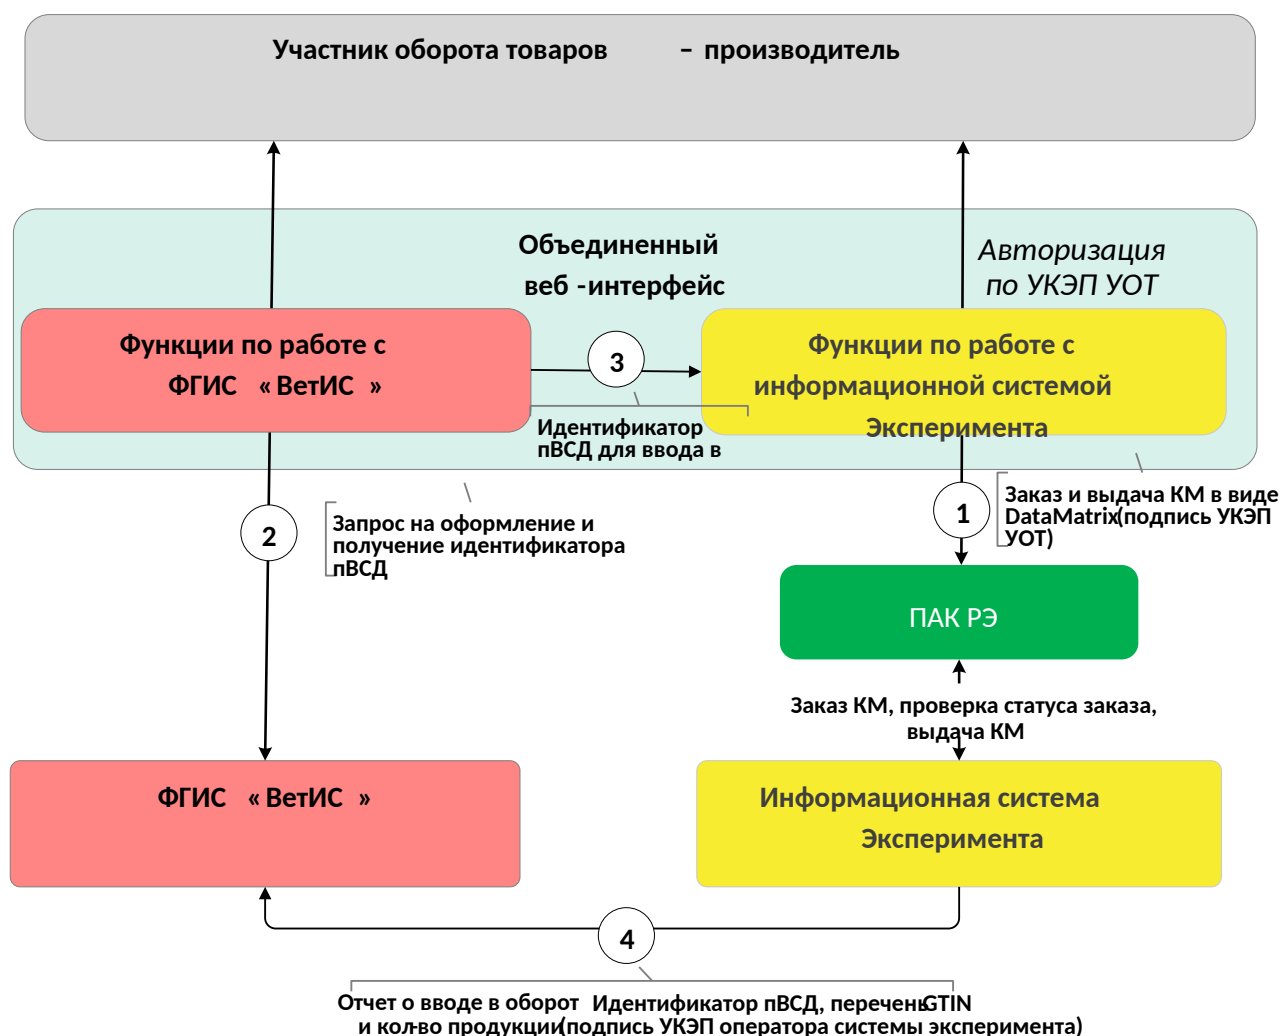 Участник оборота товаров – производитель
Объединенный
веб -интерфейс
Авторизация
по УКЭП УОТ
Функции по работе с
ФГИС « ВетИС »
3
Функции по работе с
информационной системой
Эксперимента
Идентификатор
пВСД для ввода в
2
Запрос на оформление и
получение идентификатора
пВСД
1
Заказ и выдача КМ в виде
DataMatrix(подпись УКЭП
УОТ)
ПАК РЭ
Заказ КМ, проверка статуса заказа,
выдача КМ
ФГИС « ВетИС »
Информационная система
Эксперимента
4
Отчет о вводе в оборот Идентификатор пВСД, перечень GTIN
и кол-во продукции(подпись УКЭП оператора системы эксперимента)